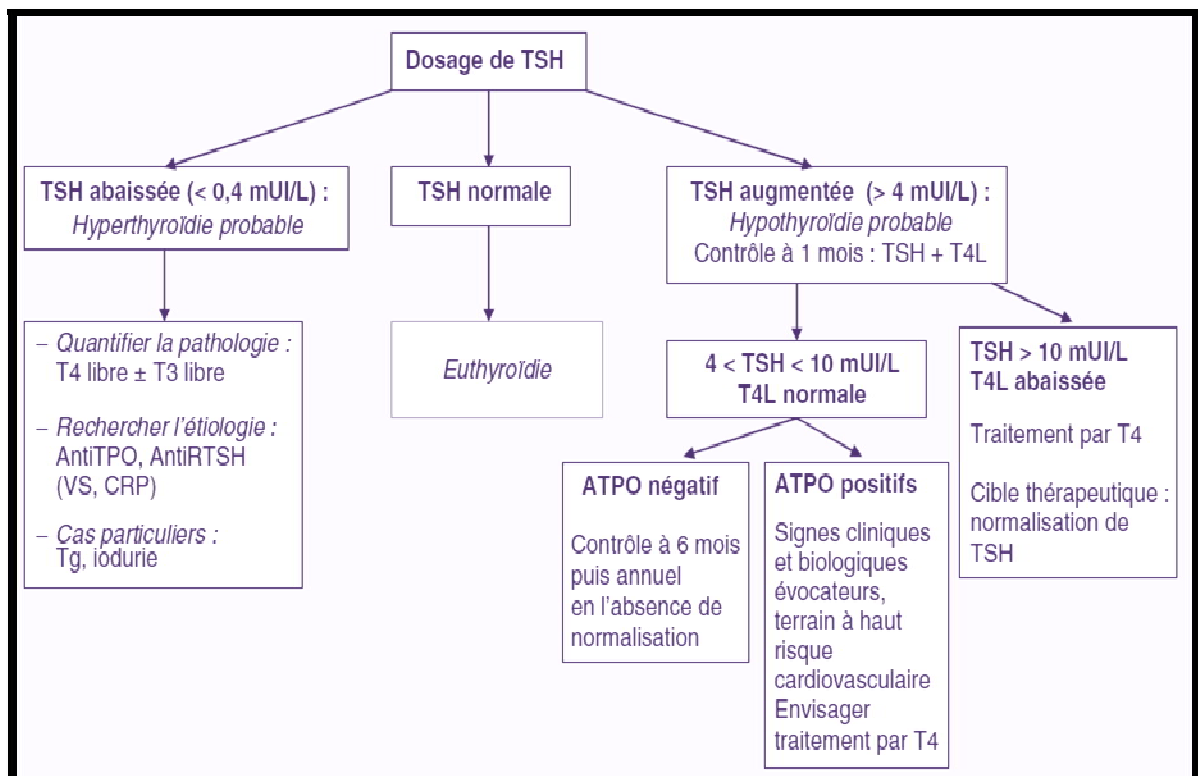 Dosage de TSH
TSH abaissée (< 0,4 mUI/L) :
Hyperthyroïdie probable
TSH normale
TSH augmentée (> 4 mUI/L) :
Hypothyroïdie probable
Contrôle à 1 mois : TSH + T4L
– Quantifier la pathologie :
T4 libre ± T3 libre
– Rechercher l'étiologie :
AntiTPO, AntiRTSH
(VS, CRP)
– Cas particuliers :
Tg, iodurie
Euthyroïdie
4 < TSH < 10 mUI/L
T4L normale
TSH > 10 mUI/L
T4L abaissée
Traitement par T4
Cible thérapeutique :
normalisation de
TSH
ATPO négatif
Contrôle à 6 mois
puis annuel
en l'absence de
normalisation
ATPO positifs
Signes cliniques
et biologiques
évocateurs,
terrain à haut
risque
cardiovasculaire
Envisager
traitement par T4